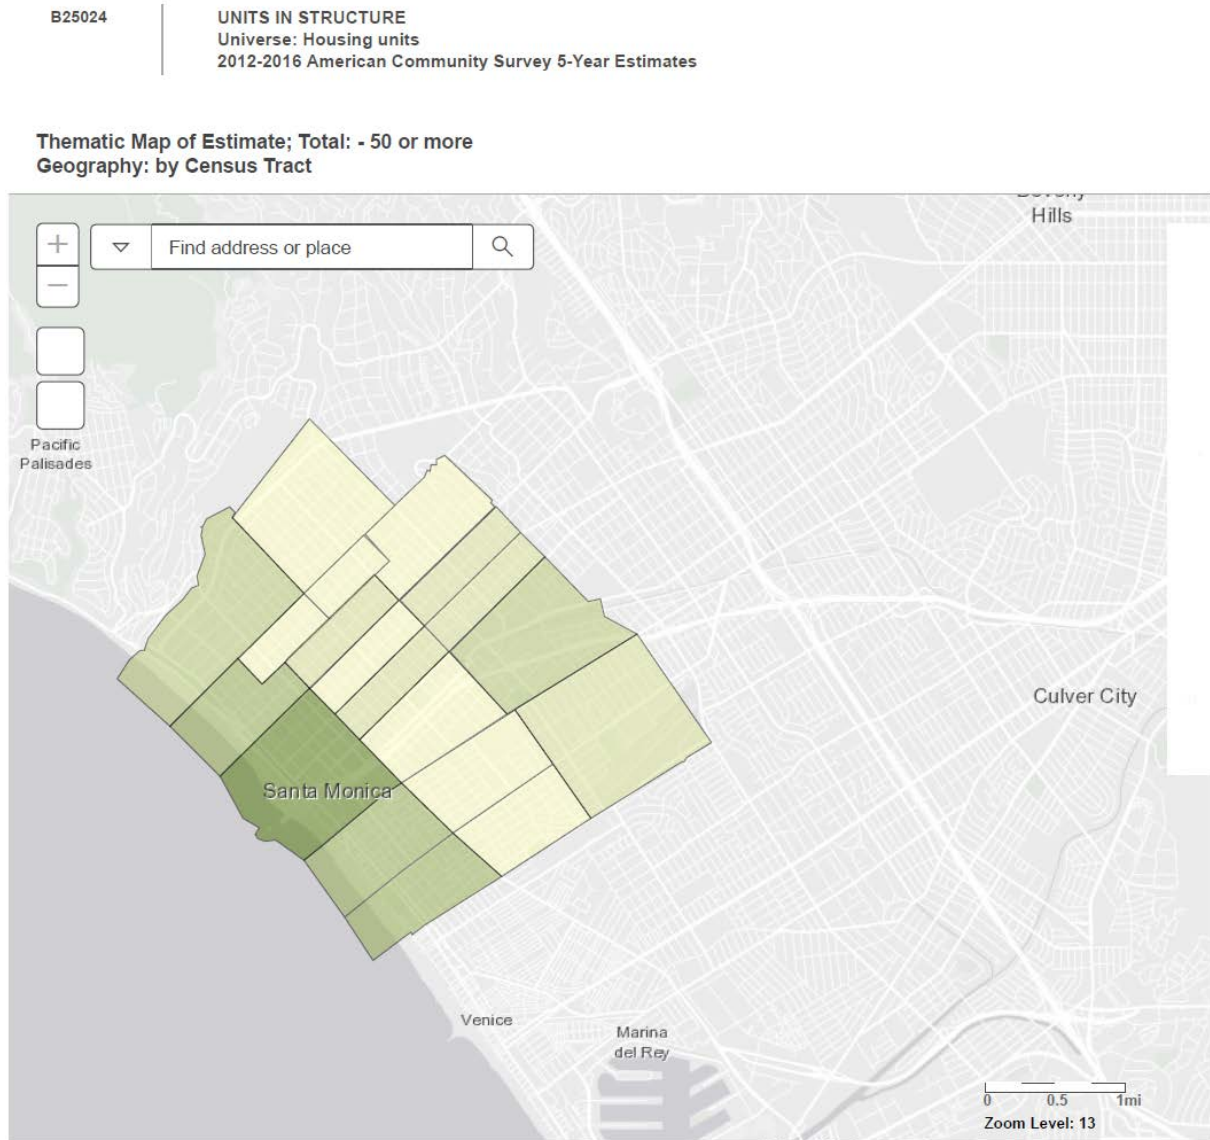 B25024
UNITS IN STRUCTURE
Universe: Housing units
2012-2016 American Community Survey 5-Year Estimates
Thematic Map of Estimate; Total: - 50 or more
Geography: by Census Tract
Beverly
Hills
+
Find address or place
−
Pacific
Palisades
Culver City
Santa Monica
Venice
Marina
del Rey
0 0.5 1mi
Zoom Level: 13